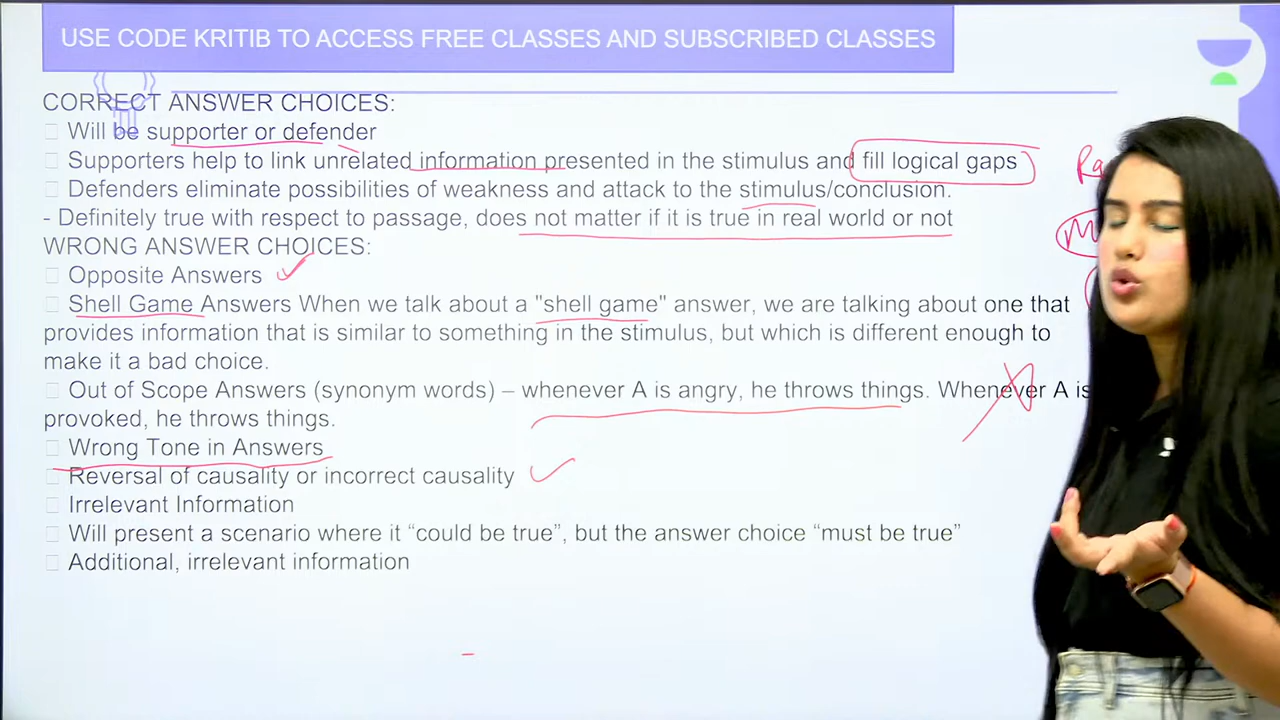 USE CODE KRITIB TO ACCESS FREE CLASSES AND SUBSCRIBED CLASSES
CORRECT ANSWER CHOICES:
Will be supporter or defender
Supporters help to link unrelated information presented in the stimulus and fill logical gaps
Defenders eliminate possibilities of weakness and attack to the stimulus/conclusion.
- Definitely true with respect to passage, does not matter if it is true in real world or not
WRONG ANSWER CHOICES:
Opposite Answers
Shell Game Answers When we talk about a "shell game" answer, we are talking about one that
provides information that is similar to something in the stimulus, but which is different enough to
make it a bad choice.
Out of Scope Answers (synonym words) – whenever A is angry, he throws things. Whenever A is
provoked, he throws things.
Wrong Tone in Answers
Reversal of causality or incorrect causality
Irrelevant Information
Will present a scenario where it “could be true”, but the answer choice “must be true”
Additional, irrelevant information